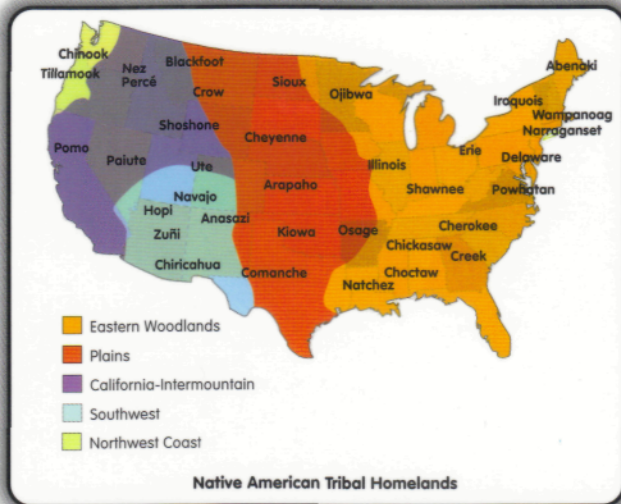 Chinook
Tillamook
Nez
Percé
Blackfoot
Crow
Sioux
Ojibwa
Abenaki
Iraquois
Wampanoag
Narraganset
Pomo
Shoshone
Cheyenne
Illinois
Erie
Delaware
Paiute
Ute
Navajo
Arapaho
Shawnee
Powhatan
Hopi
Anasazi
Zuñi
Kiowa
Osage
Cherokee
Chickasaw
Creek
Chiricahua
Comanche
Choctaw
Natchez
Eastern Woodlands
Plains
California-Intermountain
Southwest
Northwest Coast
Native American Tribal Homelands